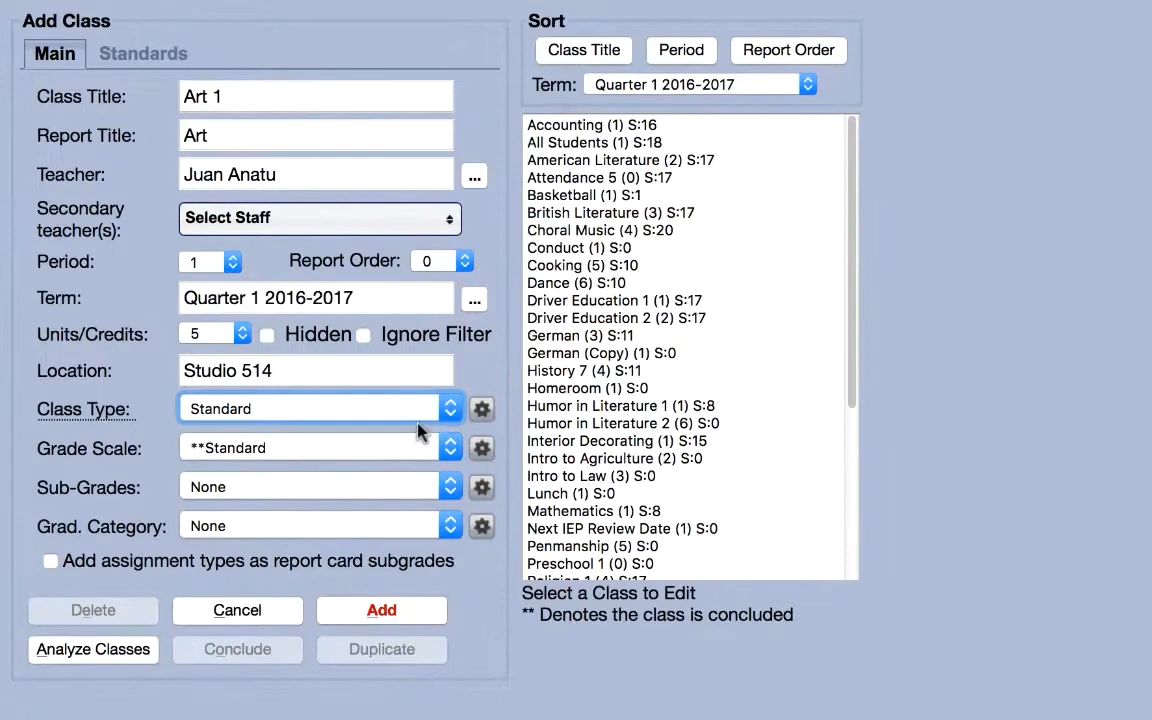 Add Class
Main Standards
Class Title: Art 1
Report Title: Art
Teacher: Juan Anatu ...
Secondary teacher(s): Select Staff
Period: 1 Report Order: 0
Term: Quarter 1 2016-2017 ...
Units/Credits: 5 Hidden Ignore Filter
Location: Studio 514
Class Type: Standard
Grade Scale: **Standard
Sub-Grades: None
Grad. Category: None
Add assignment types as report card subgrades
Delete Cancel Add
Analyze Classes Conclude Duplicate
Sort
Class Title Period Report Order
Term: Quarter 1 2016-2017
Accounting (1) S:16
All Students (1) S:18
American Literature (2) S:17
Attendance 5 (0) S:17
Basketball (1) S:1
British Literature (3) S:17
Choral Music (4) S:20
Conduct (1) S:0
Cooking (5) S:10
Dance (6) S:10
Driver Education 1 (1) S:17
Driver Education 2 (2) S:17
German (3) S:11
German (Copy) (1) S:0
History 7 (4) S:11
Homeroom (1) S:0
Humor in Literature 1 (1) S:8
Humor in Literature 2 (6) S:0
Interior Decorating (1) S:15
Intro to Agriculture (2) S:0
Intro to Law (3) S:0
Lunch (1) S:0
Mathematics (1) S:8
Next IEP Review Date (1) S:0
Penmanship (5) S:0
Preschool 1 (0) S:0
Religion 1 (4) S:17
Select a Class to Edit
** Denotes the class is concluded